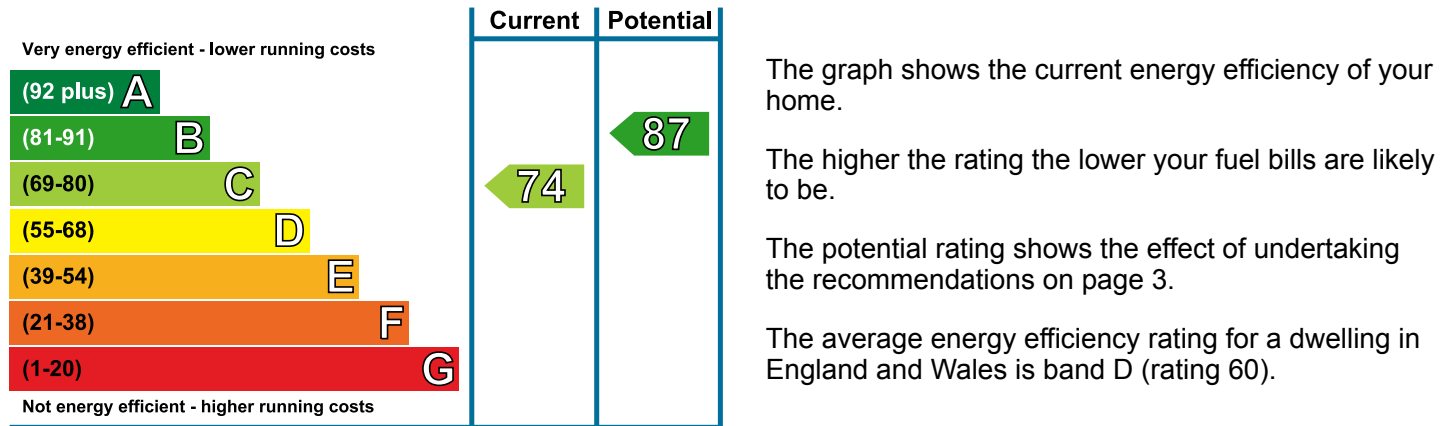 Current Potential
Very energy efficient - lower running costs
(92 plus) A
(81-91) B
87
(69-80) C
74
(55-68) D
(39-54) E
(21-38) F
(1-20) G
Not energy efficient - higher running costs
The graph shows the current energy efficiency of your
home.
The higher the rating the lower your fuel bills are likely
to be.
The potential rating shows the effect of undertaking
the recommendations on page 3.
The average energy efficiency rating for a dwelling in
England and Wales is band D (rating 60).